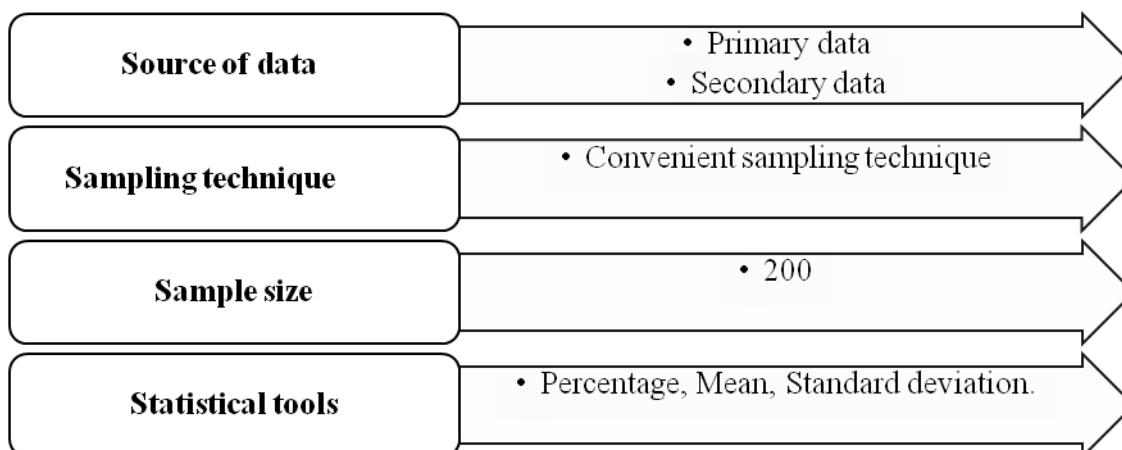 Source of data
• Primary data
• Secondary data
Sampling technique
• Convenient sampling technique
Sample size
• 200
Statistical tools
• Percentage, Mean, Standard deviation.